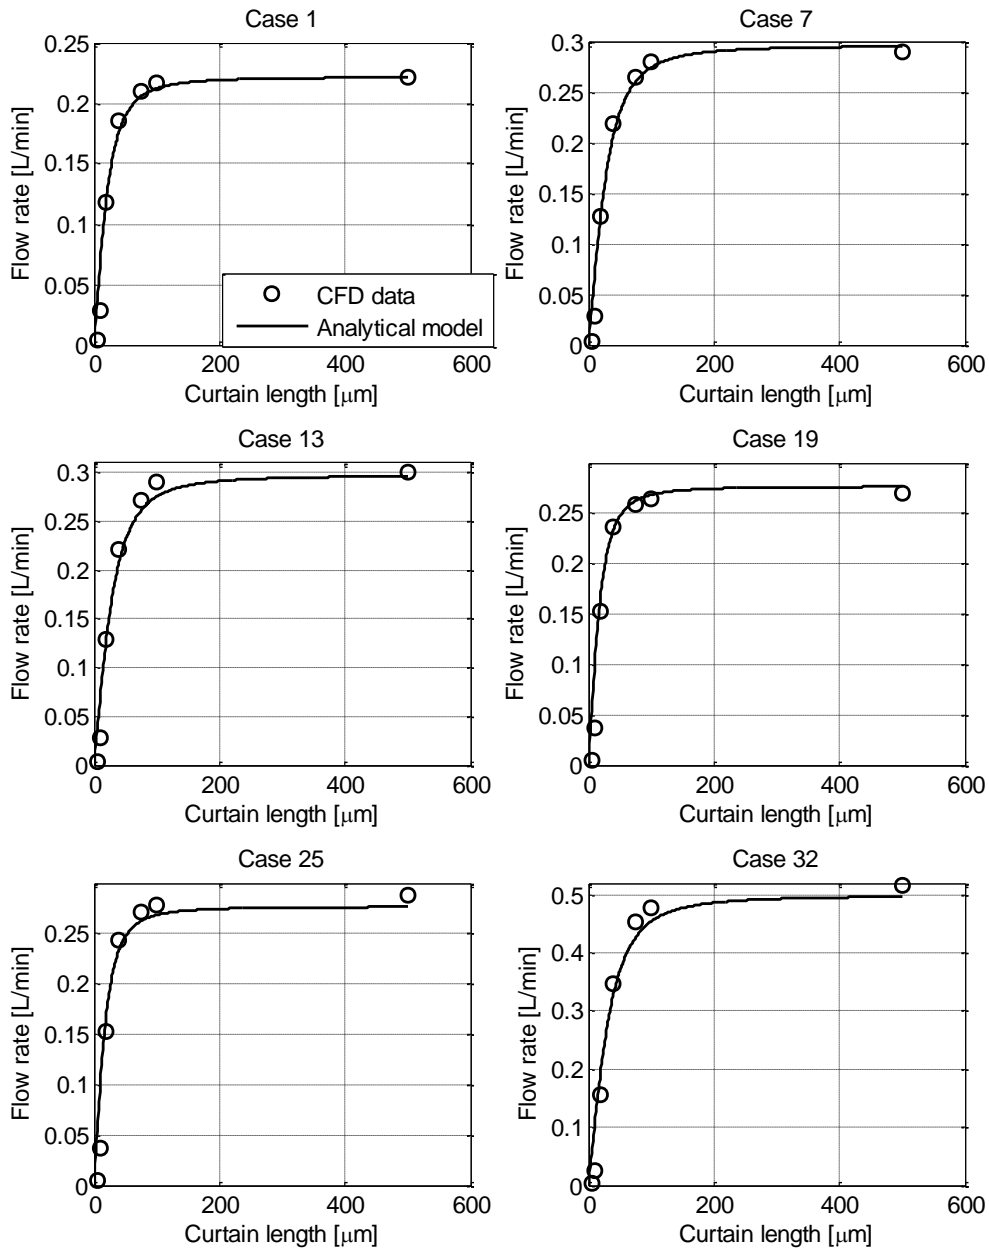 Case 1
0.25
0.2
0.15
0.1
0.05
0
Flow rate [L/min]
CFD data
Analytical model
0 200 400 600
Curtain length [μm]
Case 7
0.3
0.25
0.2
0.15
0.1
0.05
0
Flow rate [L/min]
0 200 400 600
Curtain length [μm]
Case 13
0.3
0.25
0.2
0.15
0.1
0.05
0
Flow rate [L/min]
0 200 400 600
Curtain length [μm]
Case 19
0.25
0.2
0.15
0.1
0.05
0
Flow rate [L/min]
0 200 400 600
Curtain length [μm]
Case 25
0.25
0.2
0.15
0.1
0.05
0
Flow rate [L/min]
0 200 400 600
Curtain length [μm]
Case 32
0.5
0.4
0.3
0.2
0.1
0
Flow rate [L/min]
0 200 400 600
Curtain length [μm]